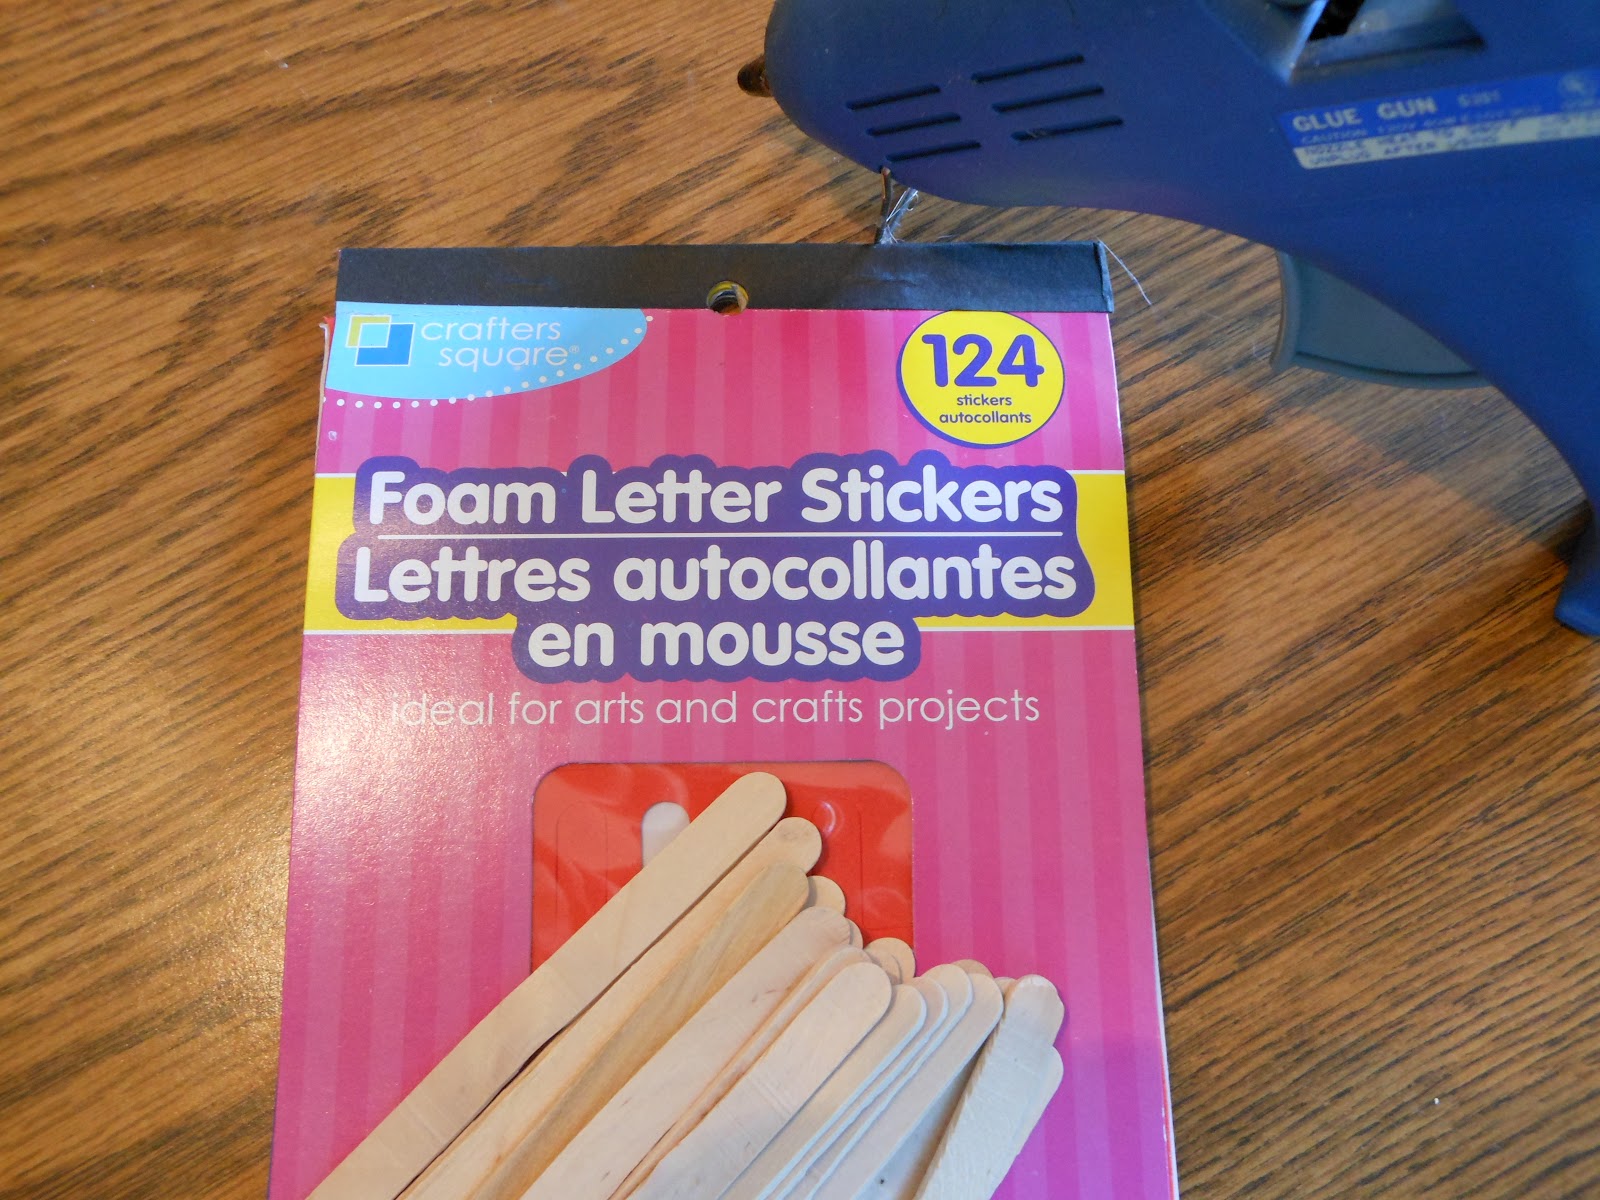 GLUE GUN
crafters
square®
124
stickers
autocollants
Foam Letter Stickers
Lettres autocollantes
en mousse
ideal for arts and crafts projects